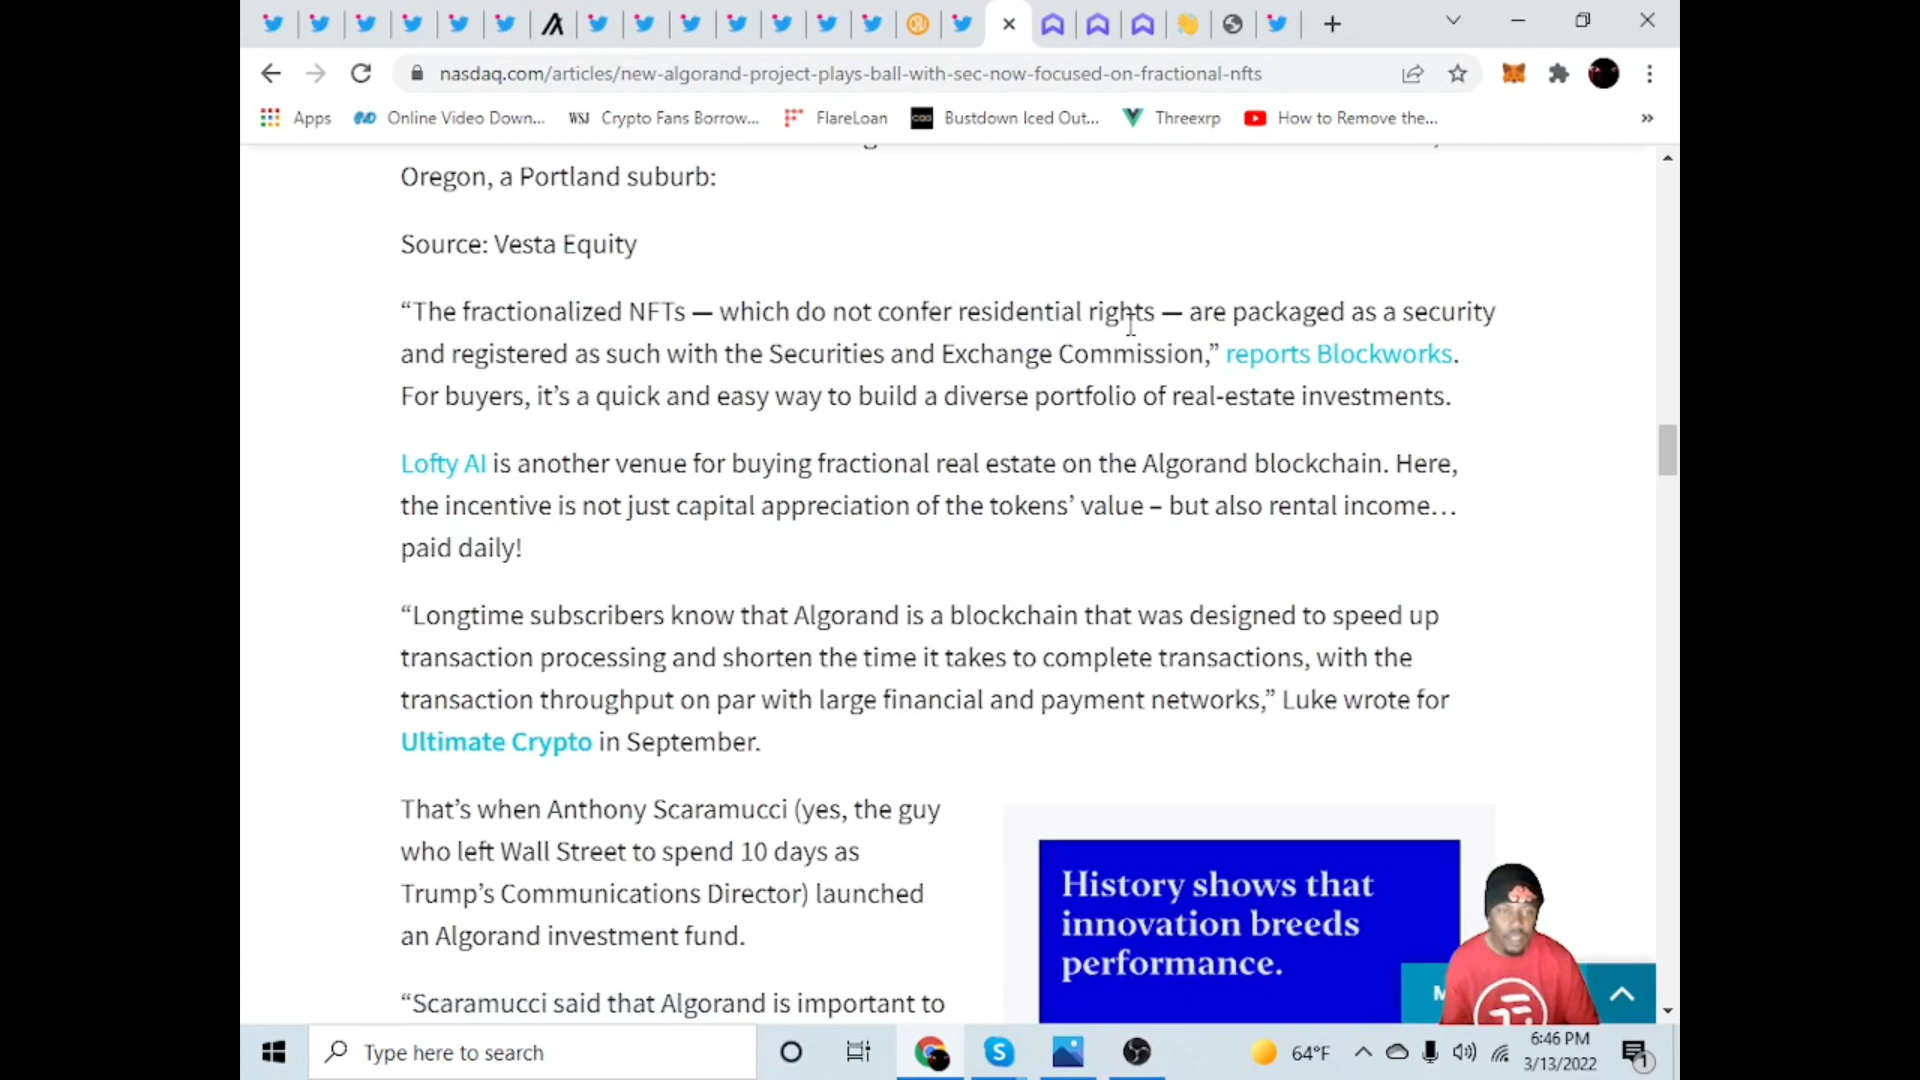 nasdaq.com/articles/new-algorand-project-plays-ball-with-sec-now-focused-on-fractional-nfts
Apps
Online Video Down...
WSJ Crypto Fans Borrow...
FlareLoan
Bustdown Iced Out...
Threexrp
How to Remove the...
»
Oregon, a Portland suburb:
Source: Vesta Equity
“The fractionalized NFTs — which do not confer residential rights — are packaged as a security
and registered as such with the Securities and Exchange Commission,” reports Blockworks.
For buyers, it’s a quick and easy way to build a diverse portfolio of real-estate investments.
Lofty AI is another venue for buying fractional real estate on the Algorand blockchain. Here,
the incentive is not just capital appreciation of the tokens’ value – but also rental income…
paid daily!
“Longtime subscribers know that Algorand is a blockchain that was designed to speed up
transaction processing and shorten the time it takes to complete transactions, with the
transaction throughput on par with large financial and payment networks,” Luke wrote for
Ultimate Crypto in September.
That’s when Anthony Scaramucci (yes, the guy
who left Wall Street to spend 10 days as
Trump’s Communications Director) launched
an Algorand investment fund.
“Scaramucci said that Algorand is important to
History shows that
innovation breeds
performance.
Type here to search
64°F
6:46 PM
3/13/2022
1